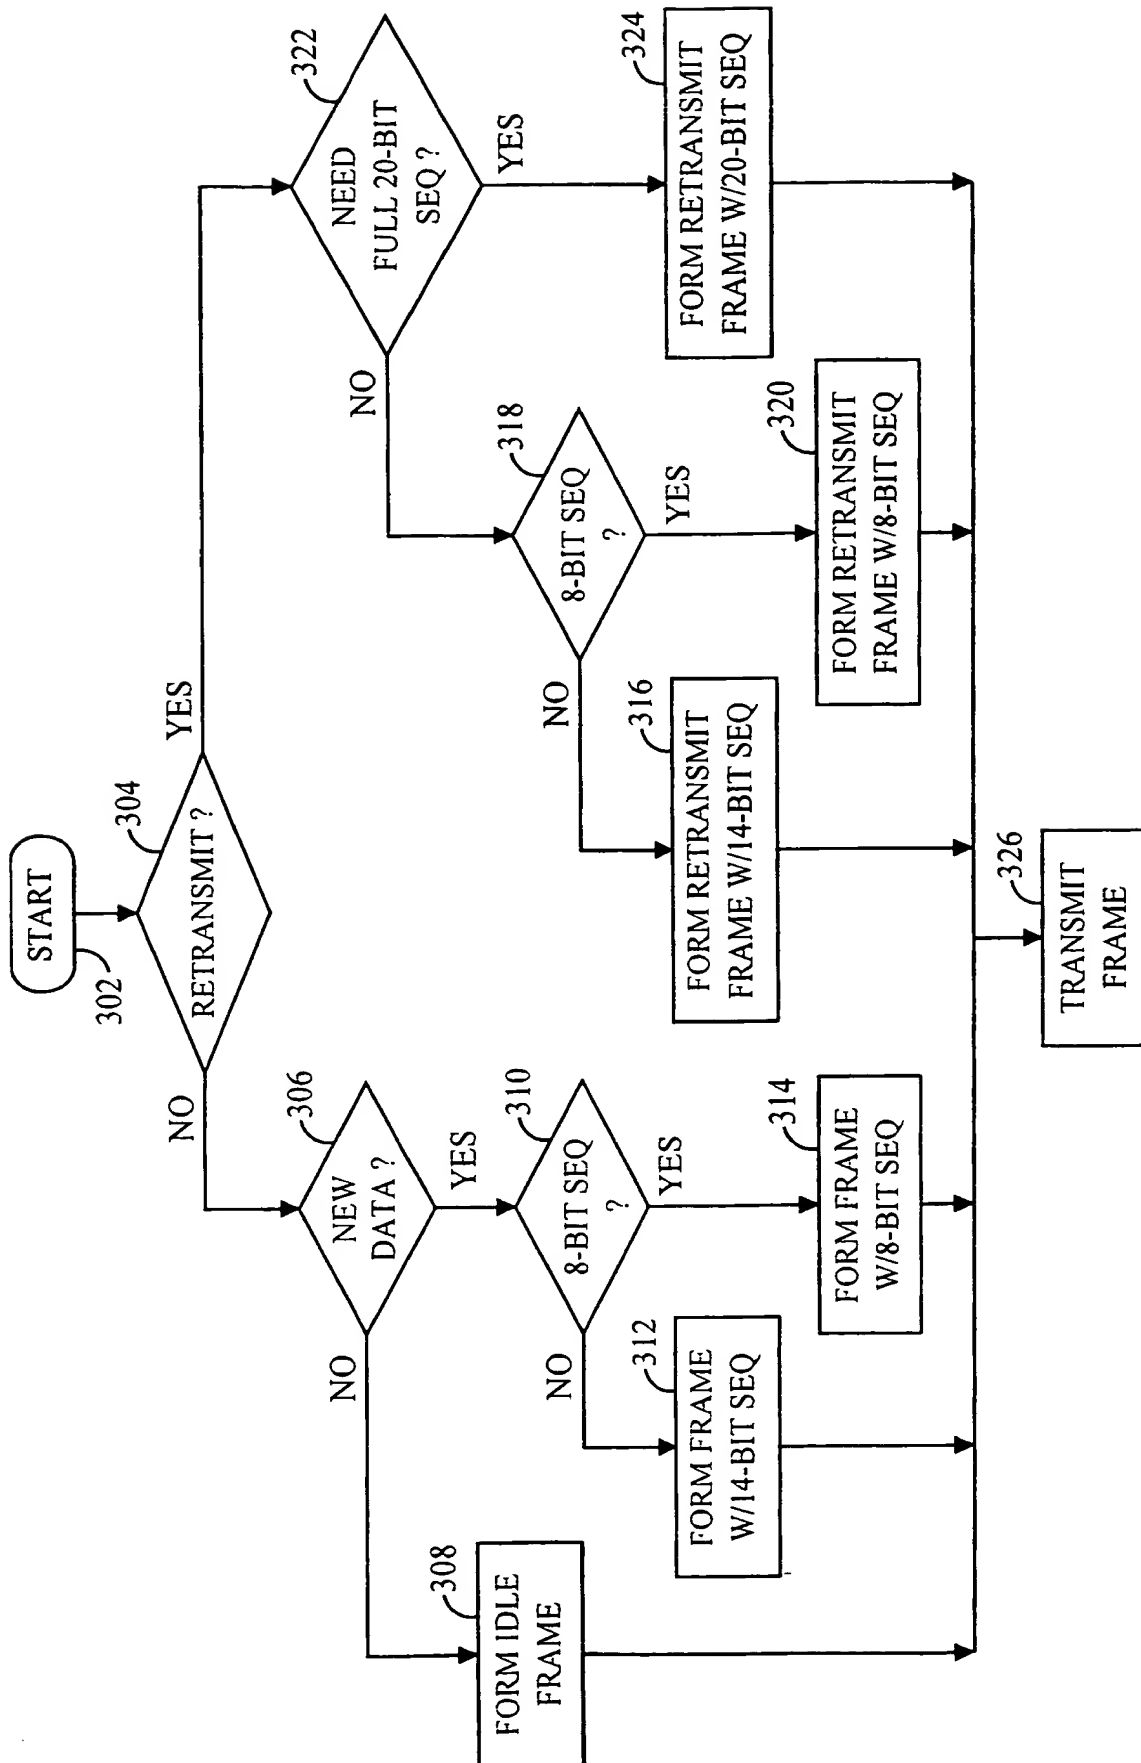 START
302
RETRANSMIT ?
304
NO
YES
NEW
DATA ?
306
NO
YES
FORM IDLE
FRAME
308
8-BIT SEQ
?
310
NO
YES
FORM FRAME
W/14-BIT SEQ
312
FORM FRAME
W/8-BIT SEQ
314
NEED
FULL 20-BIT
SEQ ?
322
NO
YES
8-BIT SEQ
?
318
NO
YES
FORM RETRANSMIT
FRAME W/14-BIT SEQ
316
FORM RETRANSMIT
FRAME W/8-BIT SEQ
320
FORM RETRANSMIT
FRAME W/20-BIT SEQ
324
TRANSMIT
FRAME
326